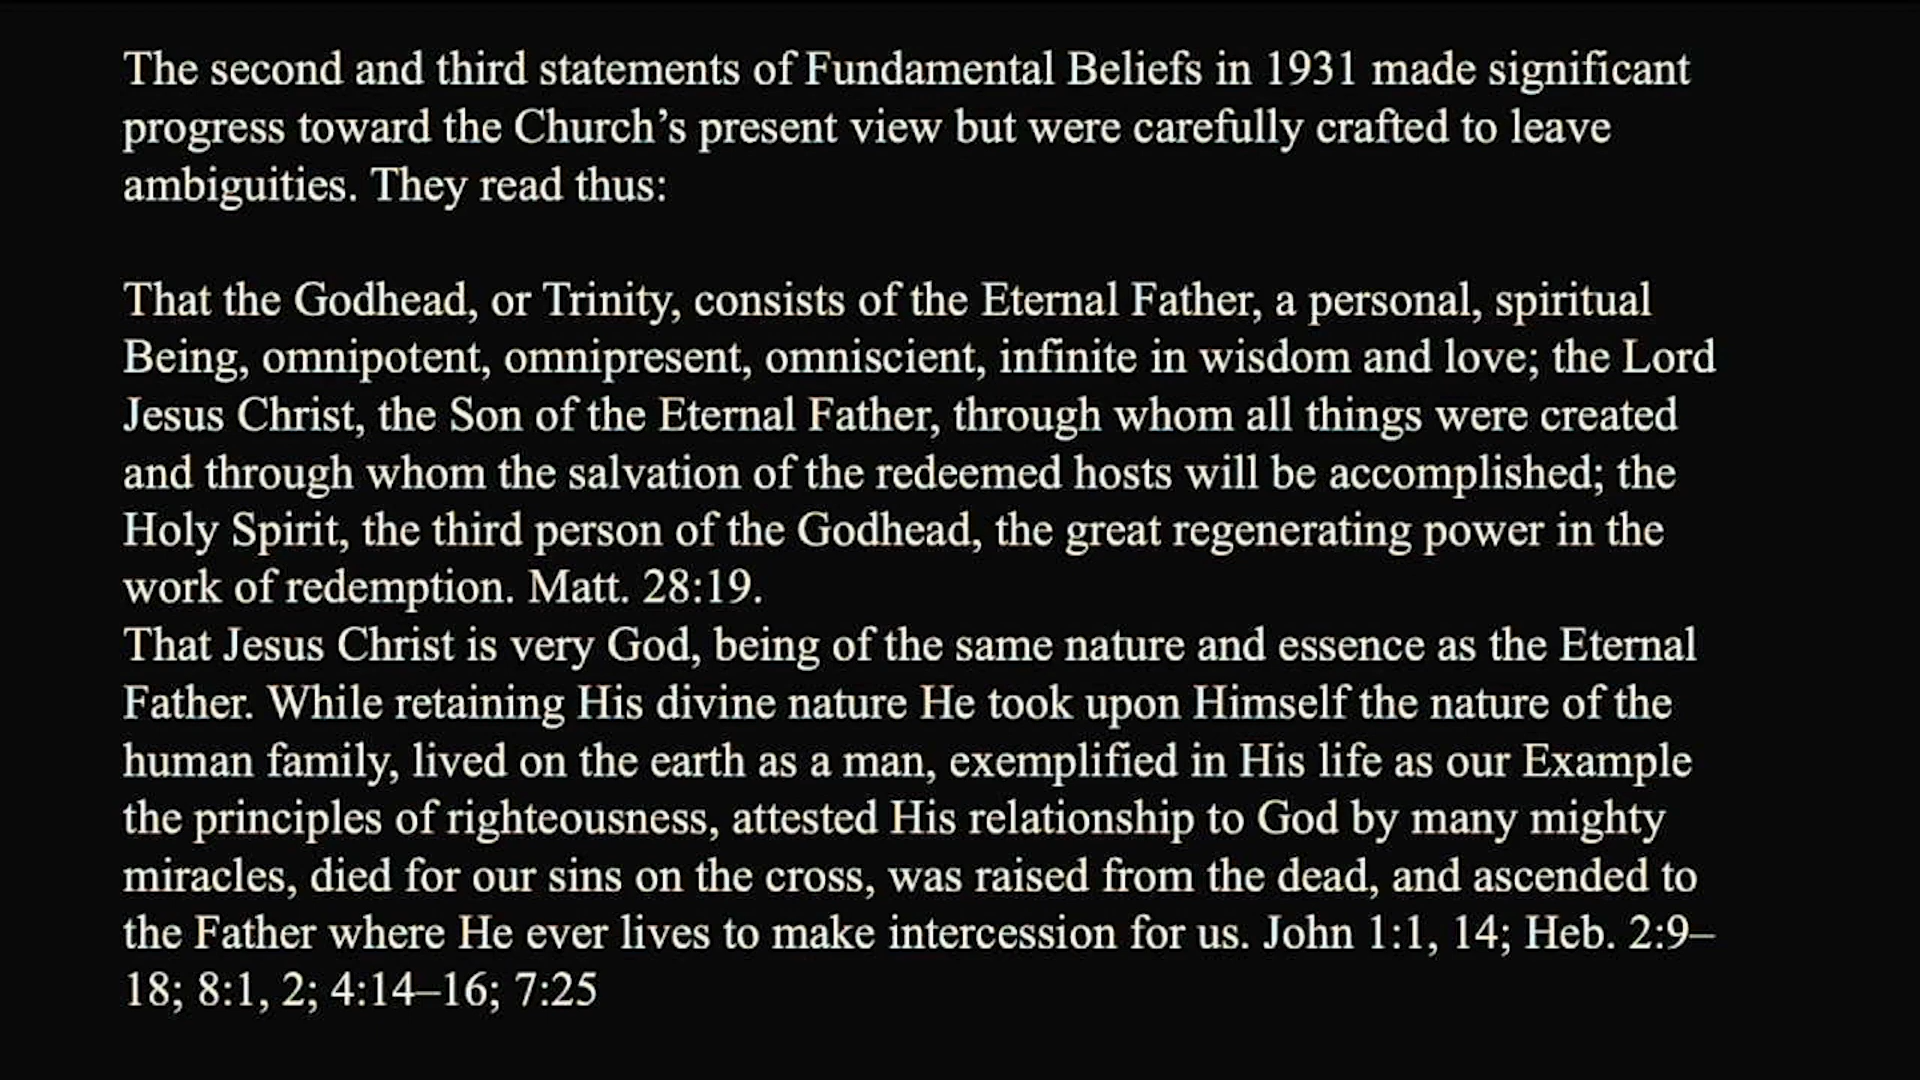 The second and third statements of Fundamental Beliefs in 1931 made significant
progress toward the Church’s present view but were carefully crafted to leave
ambiguities. They read thus:
That the Godhead, or Trinity, consists of the Eternal Father, a personal, spiritual
Being, omnipotent, omnipresent, omniscient, infinite in wisdom and love; the Lord
Jesus Christ, the Son of the Eternal Father, through whom all things were created
and through whom the salvation of the redeemed hosts will be accomplished; the
Holy Spirit, the third person of the Godhead, the great regenerating power in the
work of redemption. Matt. 28:19.
That Jesus Christ is very God, being of the same nature and essence as the Eternal
Father. While retaining His divine nature He took upon Himself the nature of the
human family, lived on the earth as a man, exemplified in His life as our Example
the principles of righteousness, attested His relationship to God by many mighty
miracles, died for our sins on the cross, was raised from the dead, and ascended to
the Father where He ever lives to make intercession for us. John 1:1, 14; Heb. 2:9–
18; 8:1, 2; 4:14–16; 7:25